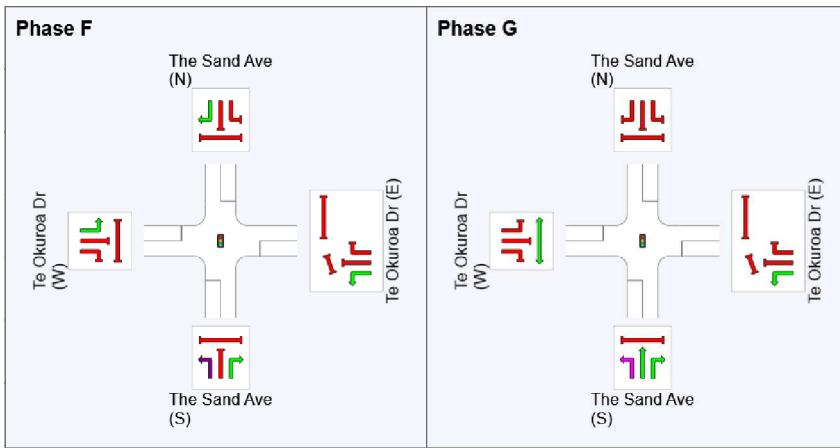 Phase F
The Sand Ave
(N)
Te Okuroa Dr
(W)
Te Okuroa Dr (E)
The Sand Ave
(S)
Phase G
The Sand Ave
(N)
Te Okuroa Dr
(W)
Te Okuroa Dr (E)
The Sand Ave
(S)